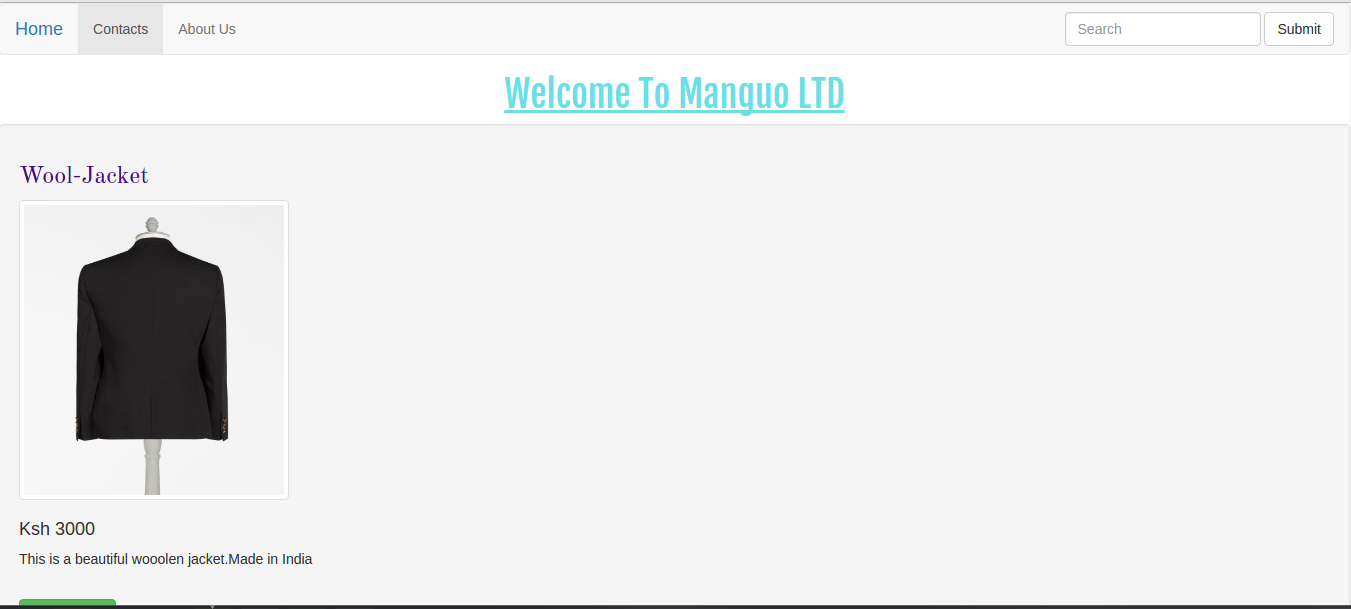 Home Contacts About Us Search Submit
Welcome To Manguo LTD
Wool-Jacket
Ksh 3000
This is a beautiful wooolen jacket.Made in India